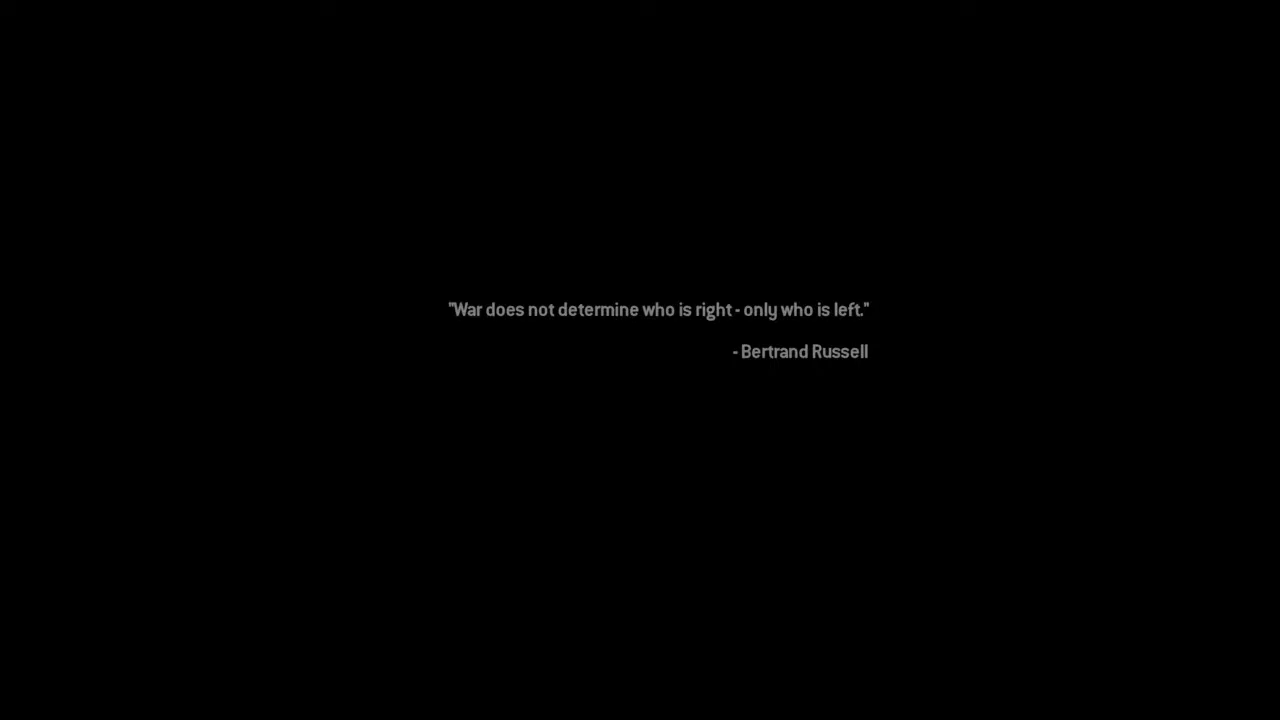 "War does not determine who is right - only who is left."
- Bertrand Russell